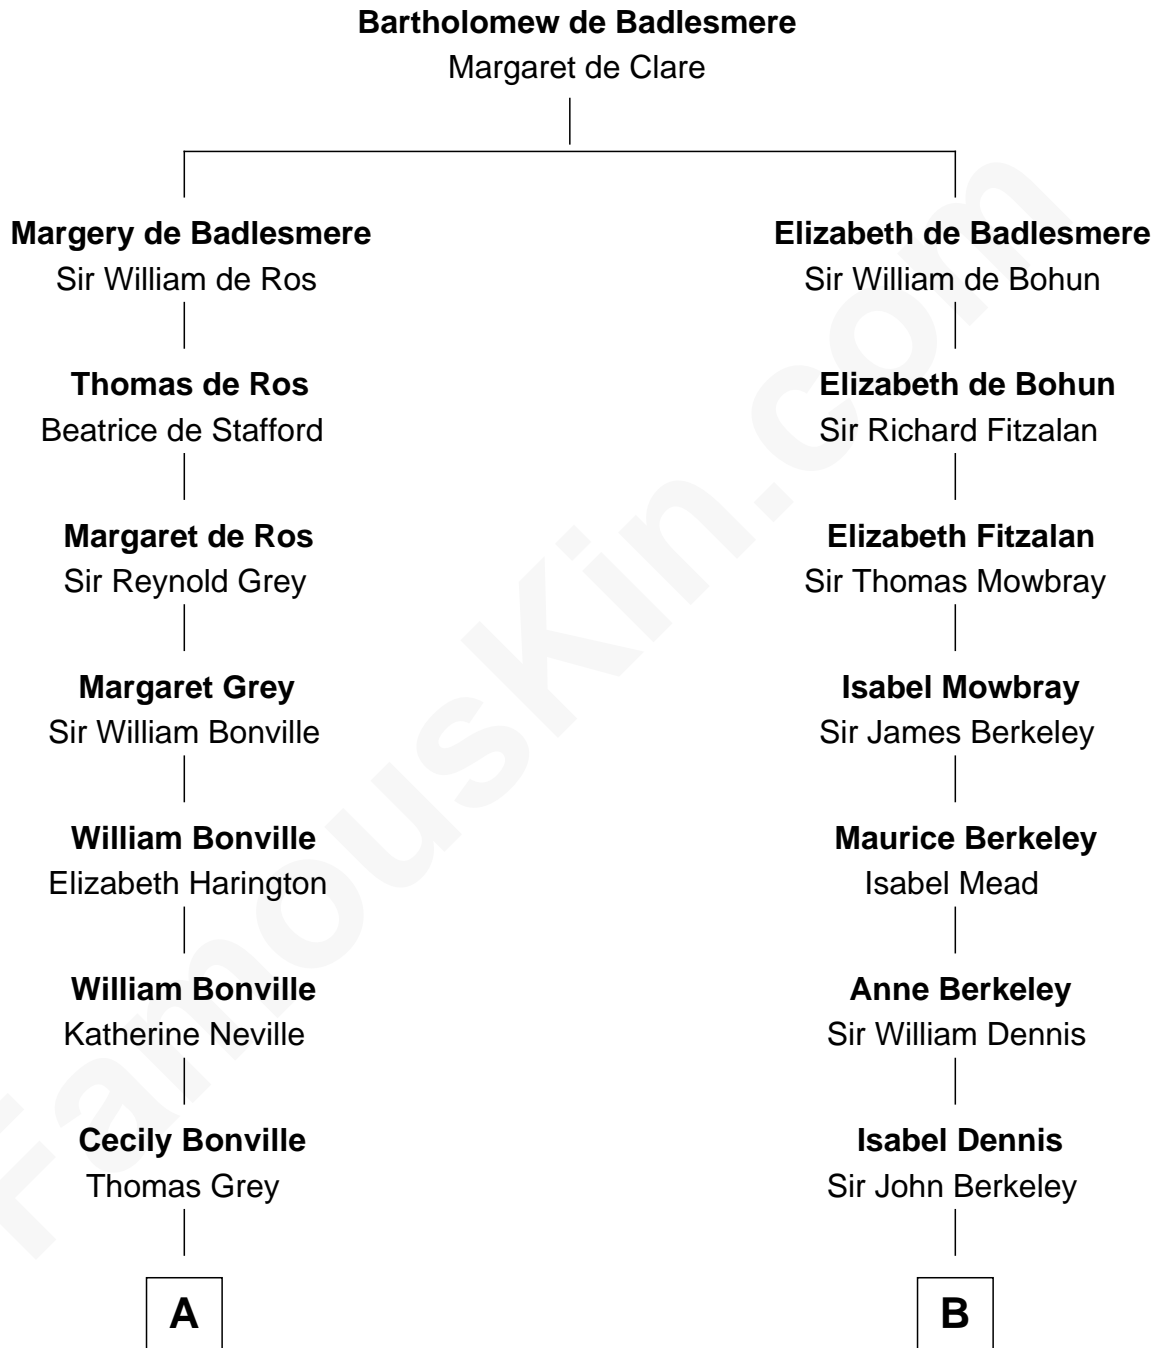 Bartholomew de Badlesmere
Margaret de Clare
Margery de Badlesmere
Sir William de Ros
Elizabeth de Badlesmere
Sir William de Bohun
Thomas de Ros
Beatrice de Stafford
Elizabeth de Bohun
Sir Richard Fitzalan
Margaret de Ros
Sir Reynold Grey
Elizabeth Fitzalan
Sir Thomas Mowbray
Margaret Grey
Sir William Bonville
Isabel Mowbray
Sir James Berkeley
William Bonville
Elizabeth Harington
Maurice Berkeley
Isabel Mead
William Bonville
Katherine Neville
Anne Berkeley
Sir William Dennis
Cecily Bonville
Thomas Grey
Isabel Dennis
Sir John Berkeley
A
B
FamousKin.com